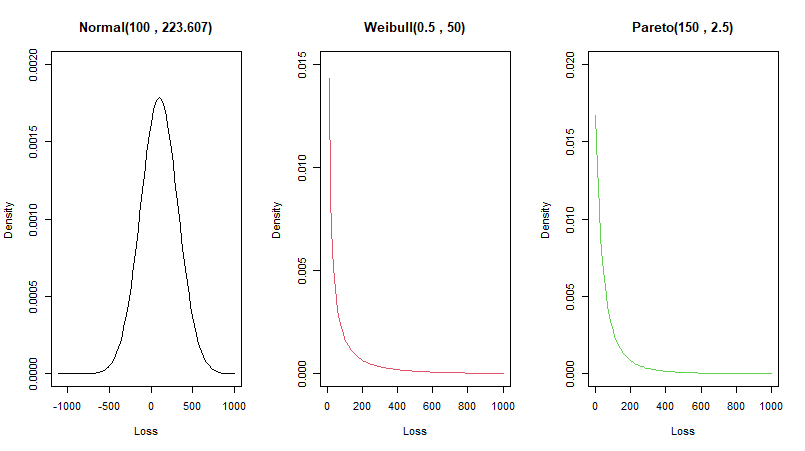 Normal(100 , 223.607)
Density
0.0000 0.0005 0.0010 0.0015 0.0020
-1000 -500 0 500 1000
Loss
Weibull(0.5 , 50)
Density
0.000 0.005 0.010 0.015
0 200 400 600 800 1000
Loss
Pareto(150 , 2.5)
Density
0.000 0.005 0.010 0.015 0.020
0 200 400 600 800 1000
Loss